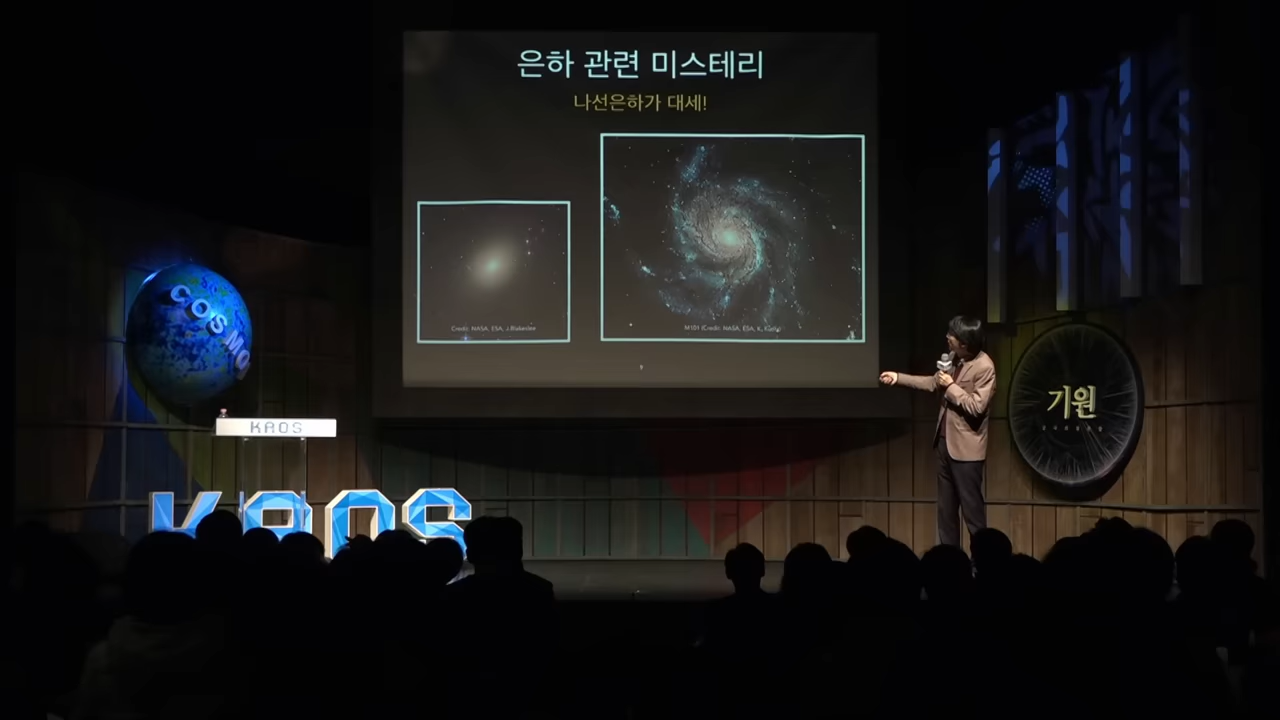 은하 관련 미스테리
나선은하가 대세!
Credit: NASA, ESA, J.Blakeslee
M101 (Credit: NASA, ESA, K.
COSMO
KAOS
KAOS
기원